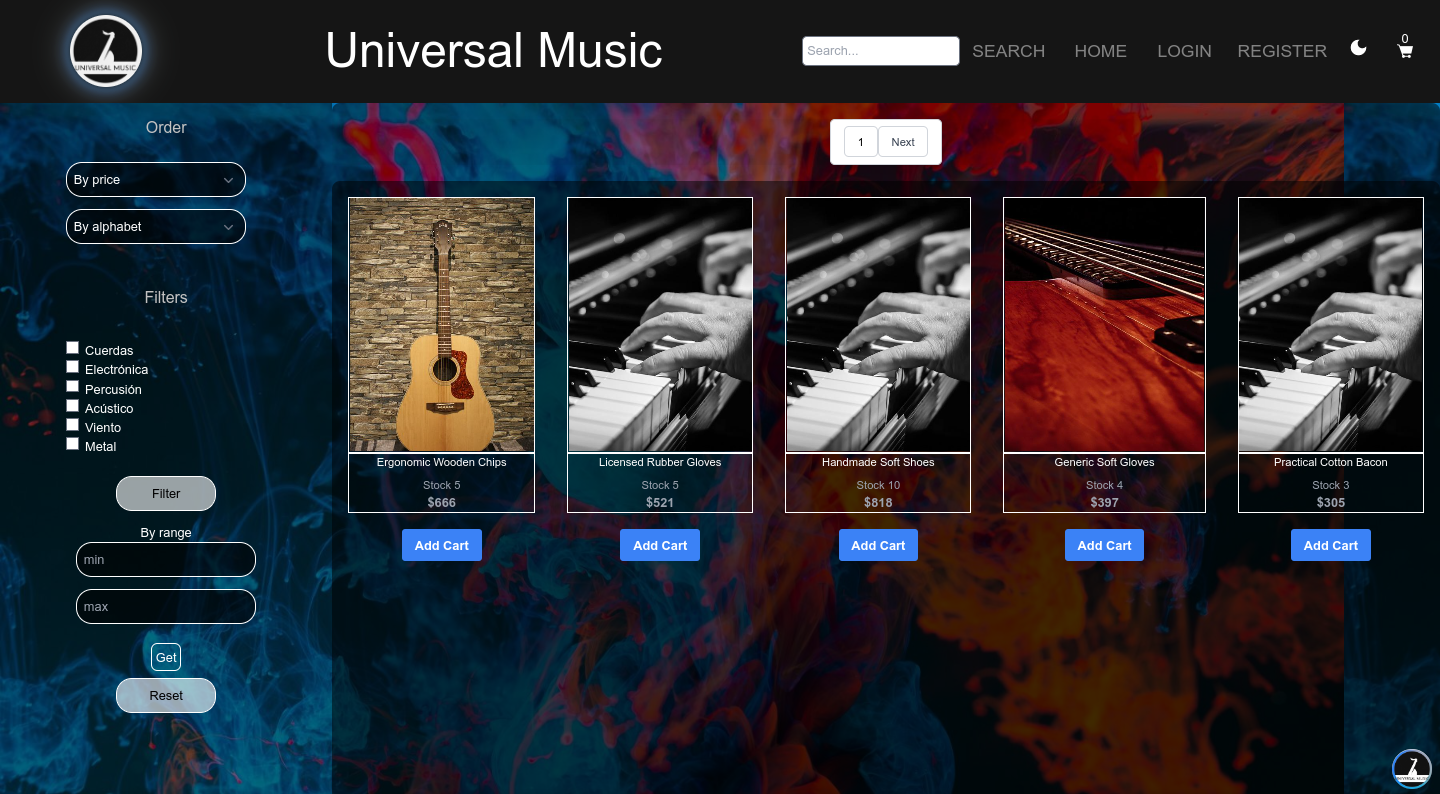 UNIVERSAL MUSIC
Universal Music
Search...
SEARCH
HOME
LOGIN
REGISTER
0
Order
By price
By alphabet
Filters
Cuerdas
Electrónica
Percusión
Acústico
Viento
Metal
Filter
By range
min
max
Get
Reset
1
Next
Ergonomic Wooden Chips
Stock 5
$666
Add Cart
Licensed Rubber Gloves
Stock 5
$521
Add Cart
Handmade Soft Shoes
Stock 10
$818
Add Cart
Generic Soft Gloves
Stock 4
$397
Add Cart
Practical Cotton Bacon
Stock 3
$305
Add Cart
UNIVERSAL MUSIC